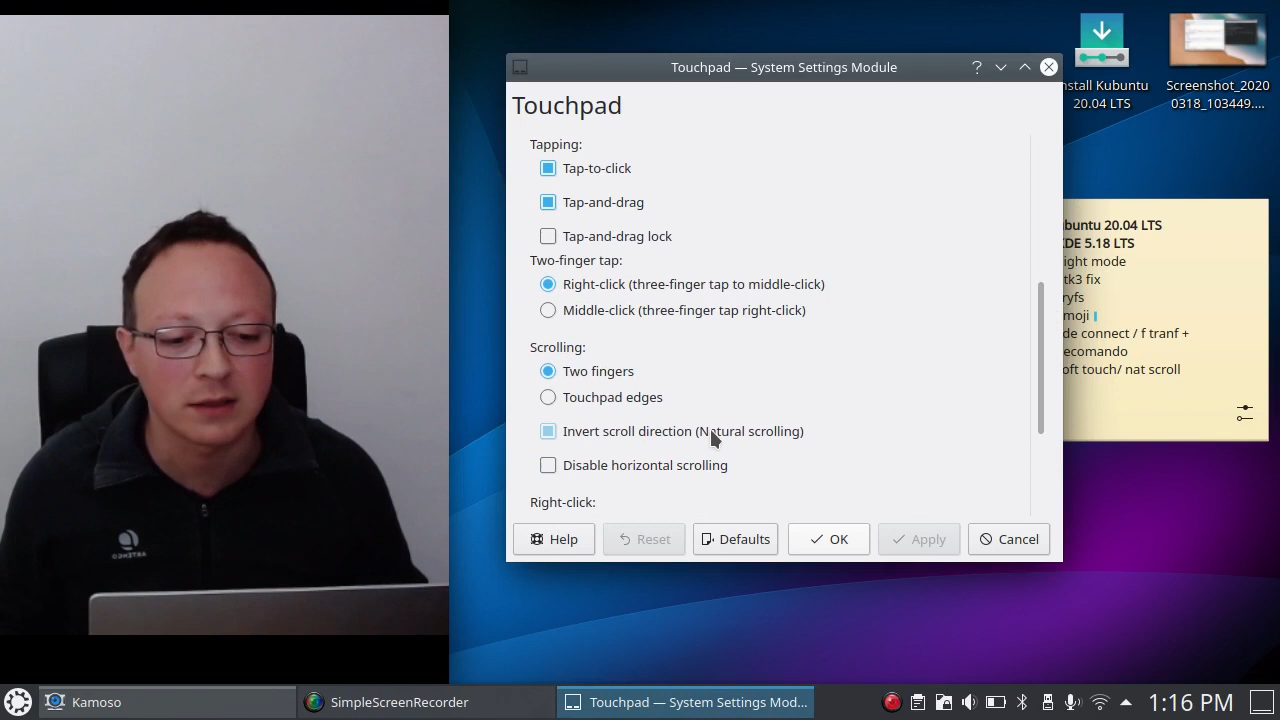 Touchpad — System Settings Module
Touchpad
Tapping:
Tap-to-click
Tap-and-drag
Tap-and-drag lock
Two-finger tap:
Right-click (three-finger tap to middle-click)
Middle-click (three-finger tap right-click)
Scrolling:
Two fingers
Touchpad edges
Invert scroll direction (Natural scrolling)
Disable horizontal scrolling
Right-click:
Help
Reset
Defaults
OK
Apply
Cancel
nstall Kubuntu
20.04 LTS
Screenshot_2020
0318_103449....
buntu 20.04 LTS
DE 5.18 LTS
ight mode
tk3 fix
ryfs
moji
de connect / f tranf +
ecomando
oft touch/ nat scroll
ARTENGO
Kamoso
SimpleScreenRecorder
Touchpad — System Settings Mod...
1:16 PM